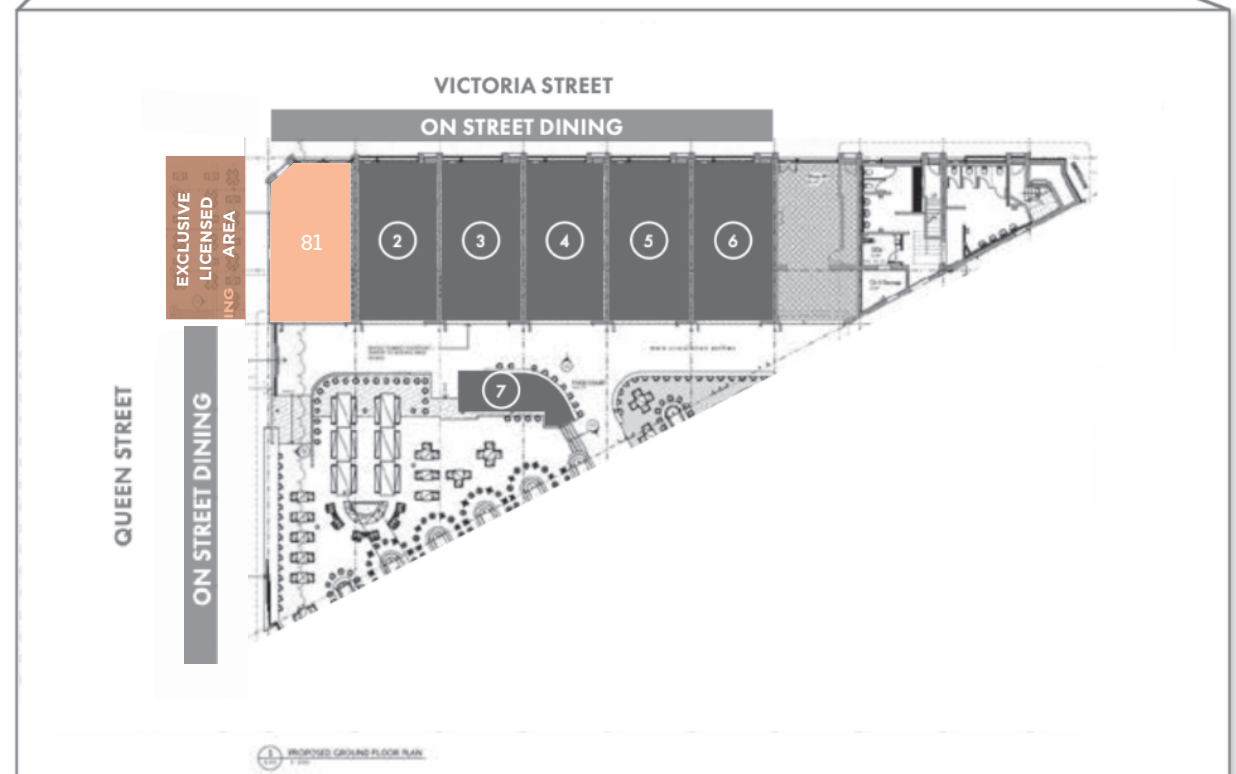 VICTORIA STREET
ON STREET DINING
EXCLUSIVE
LICENSED
AREA
ING
81
2
3
4
5
6
7
QUEEN STREET
ON STREET DINING
1
PROPOSED GROUND FLOOR PLAN